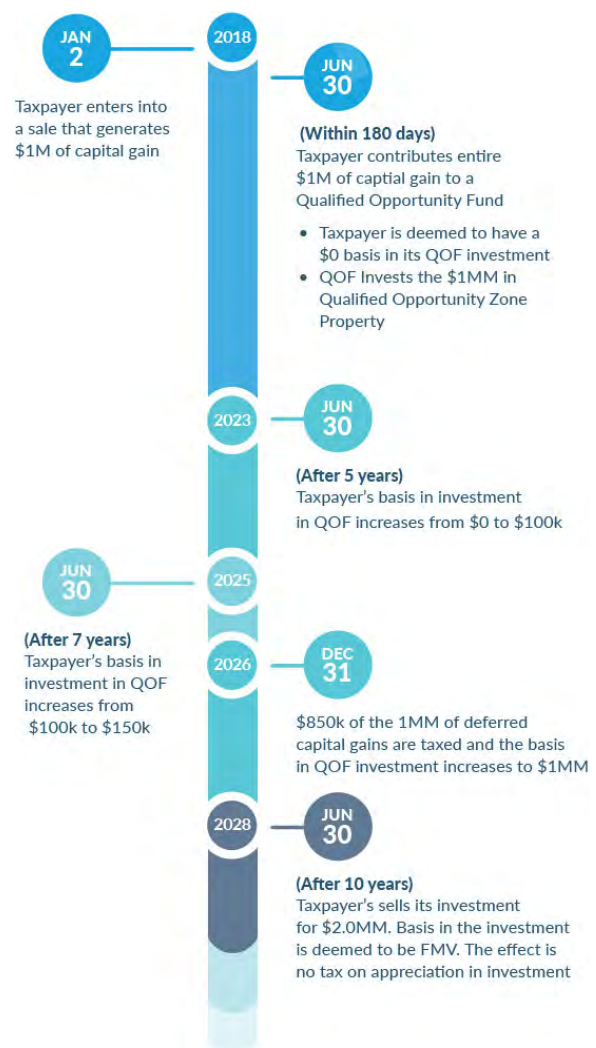 JAN
2
2018
Taxpayer enters into
a sale that generates
$1M of capital gain
JUN
30
(Within 180 days)
Taxpayer contributes entire
$1M of captial gain to a
Qualified Opportunity Fund
• Taxpayer is deemed to have a
$0 basis in its QOF investment
• QOF Invests the $1MM in
Qualified Opportunity Zone
Property
2023
JUN
30
(After 5 years)
Taxpayer's basis in investment
in QOF increases from $0 to $100k
JUN
30
2025
(After 7 years)
Taxpayer's basis in
investment in QOF
increases from
$100k to $150k
2026
DEC
31
$850k of the 1MM of deferred
capital gains are taxed and the basis
in QOF investment increases to $1MM
2028
JUN
30
(After 10 years)
Taxpayer's sells its investment
for $2.0MM. Basis in the investment
is deemed to be FMV. The effect is
no tax on appreciation in investment